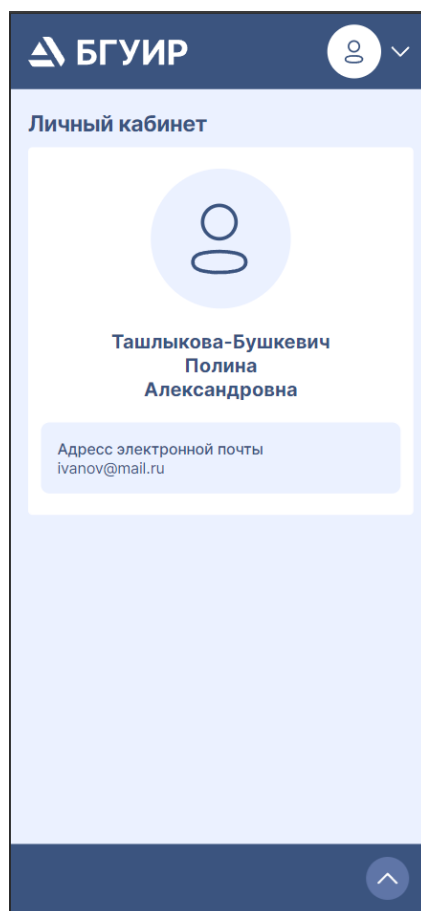 БГУИР
Личный кабинет
Ташлыкова-Бушкевич
Полина
Александровна
Адресс электронной почты
ivanov@mail.ru